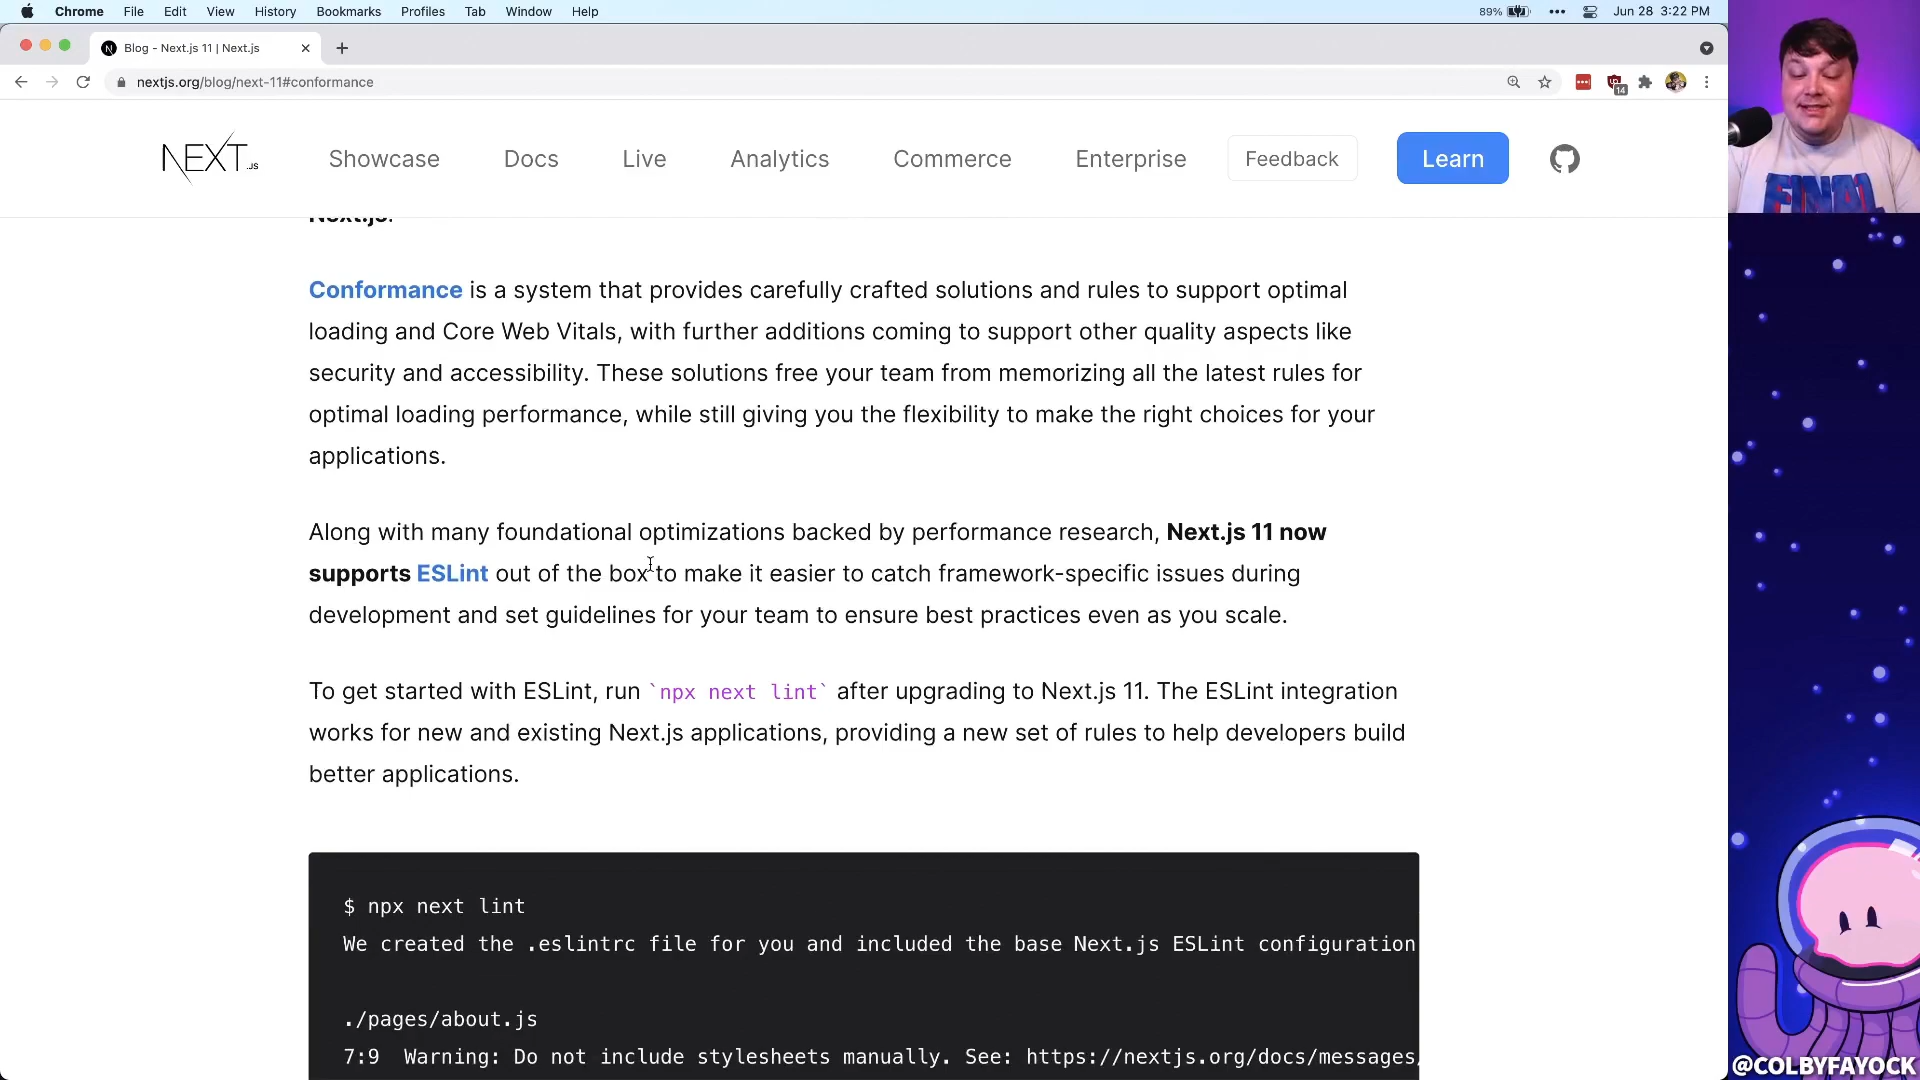 Chrome File Edit View History Bookmarks Profiles Tab Window Help 89% Jun 28 3:22 PM
Blog - Next.js 11 | Next.js
nextjs.org/blog/next-11#conformance
14
NEXT.JS Showcase Docs Live Analytics Commerce Enterprise Feedback Learn
FINAL
Next.js.
Conformance is a system that provides carefully crafted solutions and rules to support optimal
loading and Core Web Vitals, with further additions coming to support other quality aspects like
security and accessibility. These solutions free your team from memorizing all the latest rules for
optimal loading performance, while still giving you the flexibility to make the right choices for your
applications.
Along with many foundational optimizations backed by performance research, Next.js 11 now
supports ESLint out of the box to make it easier to catch framework-specific issues during
development and set guidelines for your team to ensure best practices even as you scale.
To get started with ESLint, run `npx next lint` after upgrading to Next.js 11. The ESLint integration
works for new and existing Next.js applications, providing a new set of rules to help developers build
better applications.
$ npx next lint
We created the .eslintrc file for you and included the base Next.js ESLint configuration
./pages/about.js
7:9 Warning: Do not include stylesheets manually. See: https://nextjs.org/docs/messages/
@COLBYFAYOCK